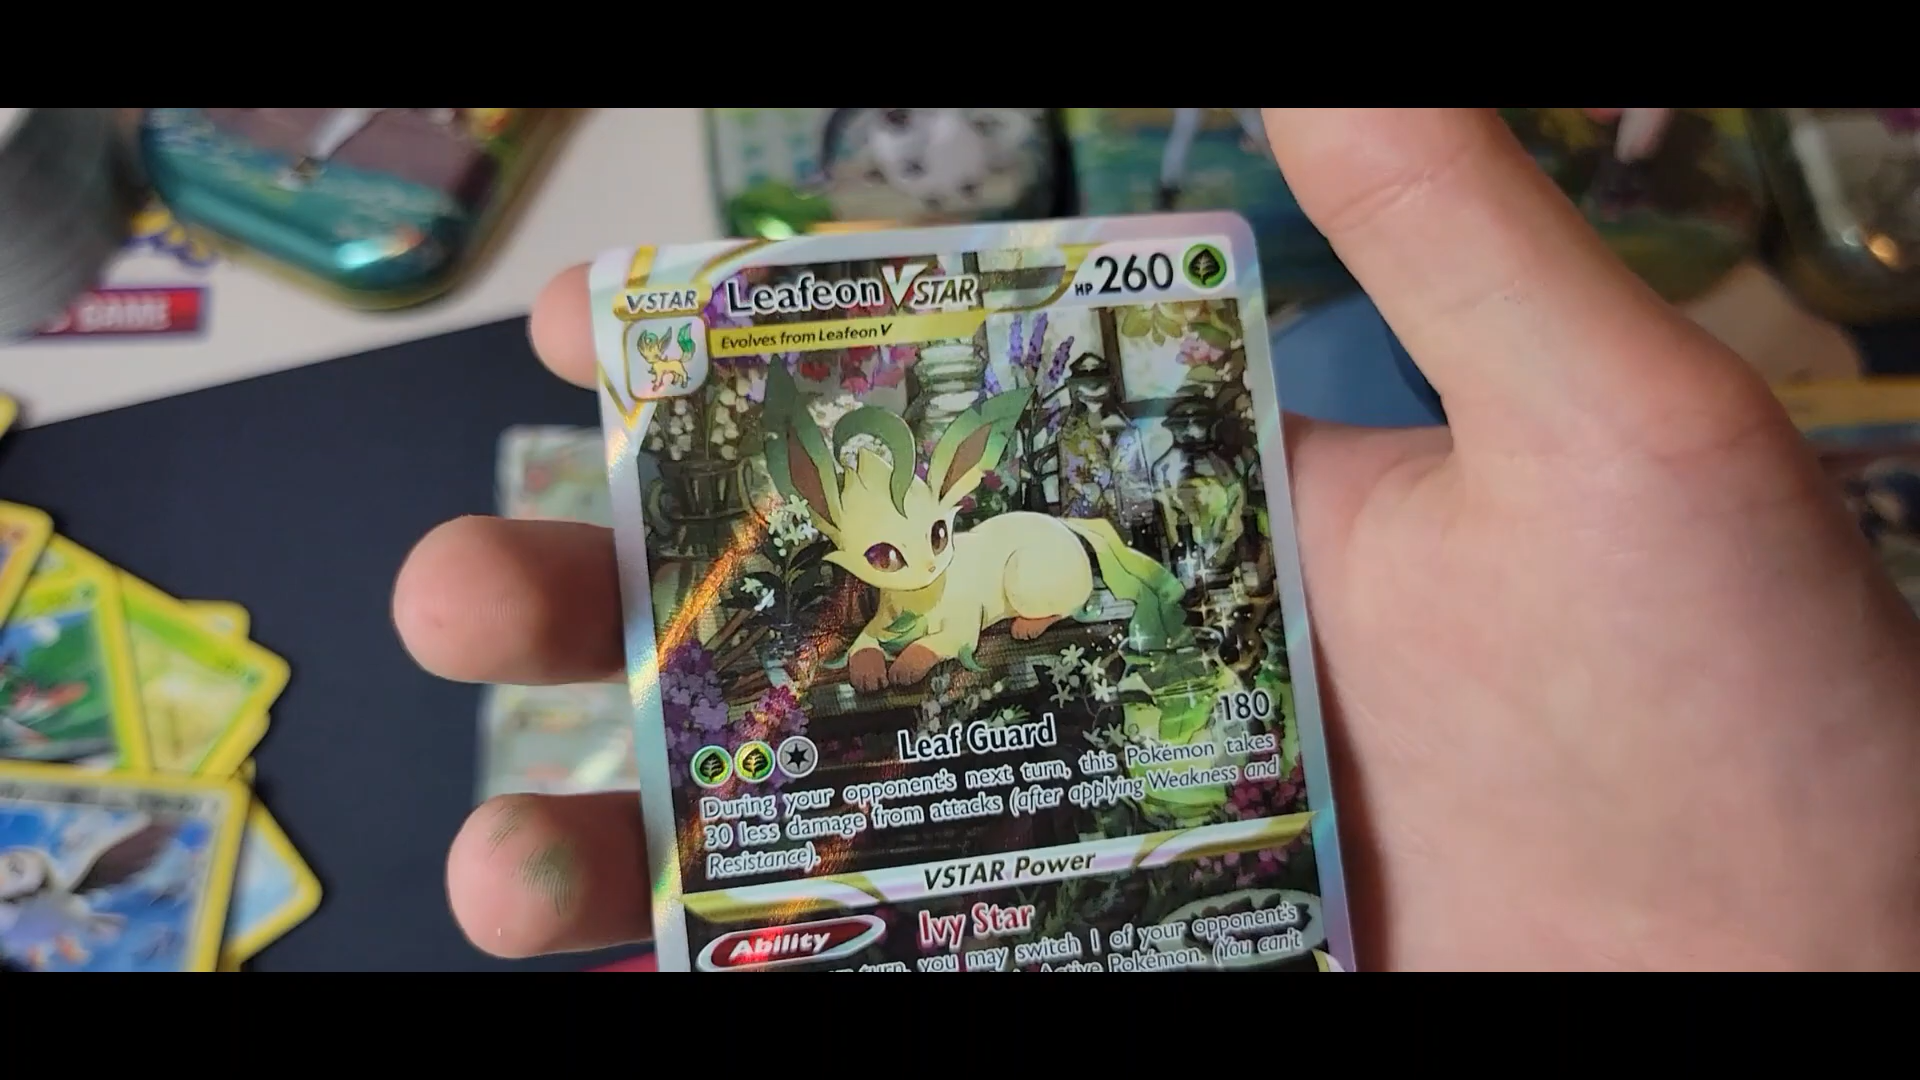 VSTAR
Leafeon VSTAR
HP 260
Evolves from Leafeon V
Leaf Guard
180
During your opponent's next turn, this Pokémon takes
30 less damage from attacks (after applying Weakness and
Resistance).
VSTAR Power
Ability
Ivy Star
turn, you may switch 1 of your opponent's
Active Pokémon. (You can't
GAME